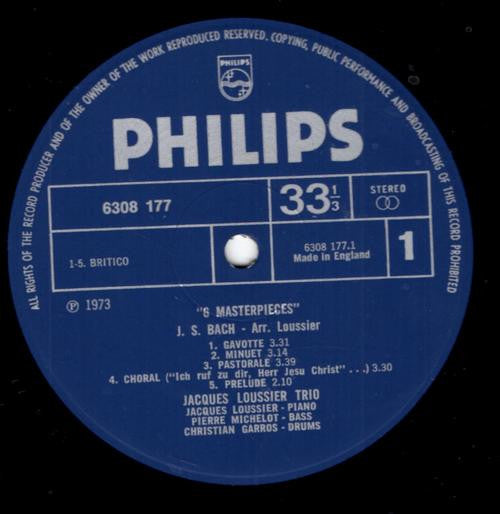 ALL RIGHTS OF THE RECORD PRODUCER AND OF THE OWNER OF THE WORK REPRODUCED RESERVED. COPYING, PUBLIC PERFORMANCE AND BROADCASTING OF THIS RECORD PROHIBITED
PHILIPS
PHILIPS
6308 177
33 1/3
STEREO
1-5. BRITICO
6308 177.1
Made in England
1
℗ 1973
"6 MASTERPIECES"
J. S. BACH - Arr. Loussier
1. GAVOTTE 3.31
2. MINUET 3.14
3. PASTORALE 3.39
4. CHORAL ("Ich ruf zu dir, Herr Jesu Christ" . . .) 3.30
5. PRELUDE 2.10
JACQUES LOUSSIER TRIO
JACQUES LOUSSIER - PIANO
PIERRE MICHELOT - BASS
CHRISTIAN GARROS - DRUMS